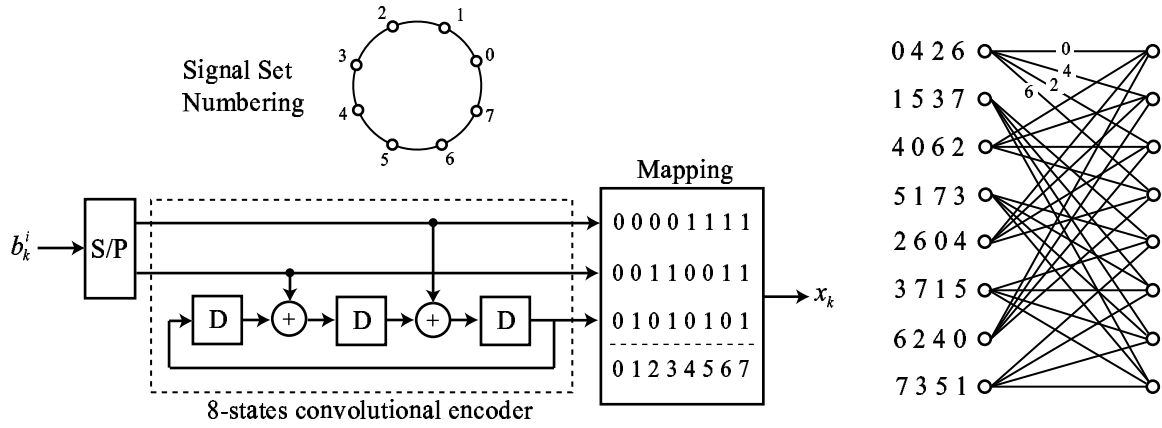 Signal Set
Numbering
2
1
3
0
4
7
5
6
Mapping
b_k^i
S/P
0 0 0 0 1 1 1 1
0 0 1 1 0 0 1 1
D
+
D
+
D
0 1 0 1 0 1 0 1
0 1 2 3 4 5 6 7
x_k
8-states convolutional encoder
0 4 2 6
1 5 3 7
4 0 6 2
5 1 7 3
2 6 0 4
3 7 1 5
6 2 4 0
7 3 5 1
0
4
6
2